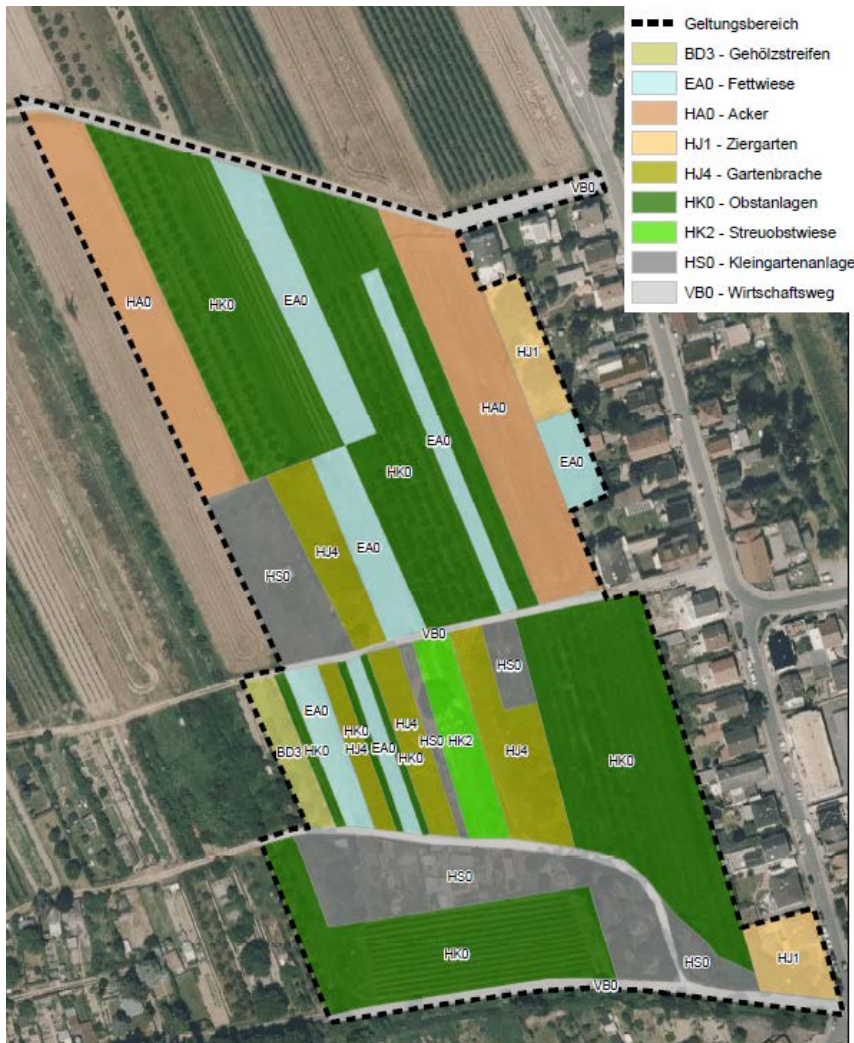 Geltungsbereich
BD3 - Gehölzstreifen
EA0 - Fettwiese
HA0 - Acker
HJ1 - Ziergarten
HJ4 - Gartenbrache
HK0 - Obstanlagen
HK2 - Streuobstwiese
HS0 - Kleingartenanlage
VB0 - Wirtschaftsweg
VB0
HA0
HK0
EA0
HJ1
HA0
EA0
HK0
EA0
HJ4
EA0
HS0
VB0
HS0
EA0
HK0
HJ4
HJ4
BD3
HK0
EA0
HK0
HS0
HK2
HJ4
HK0
HS0
HK0
HS0
HJ1
VB0